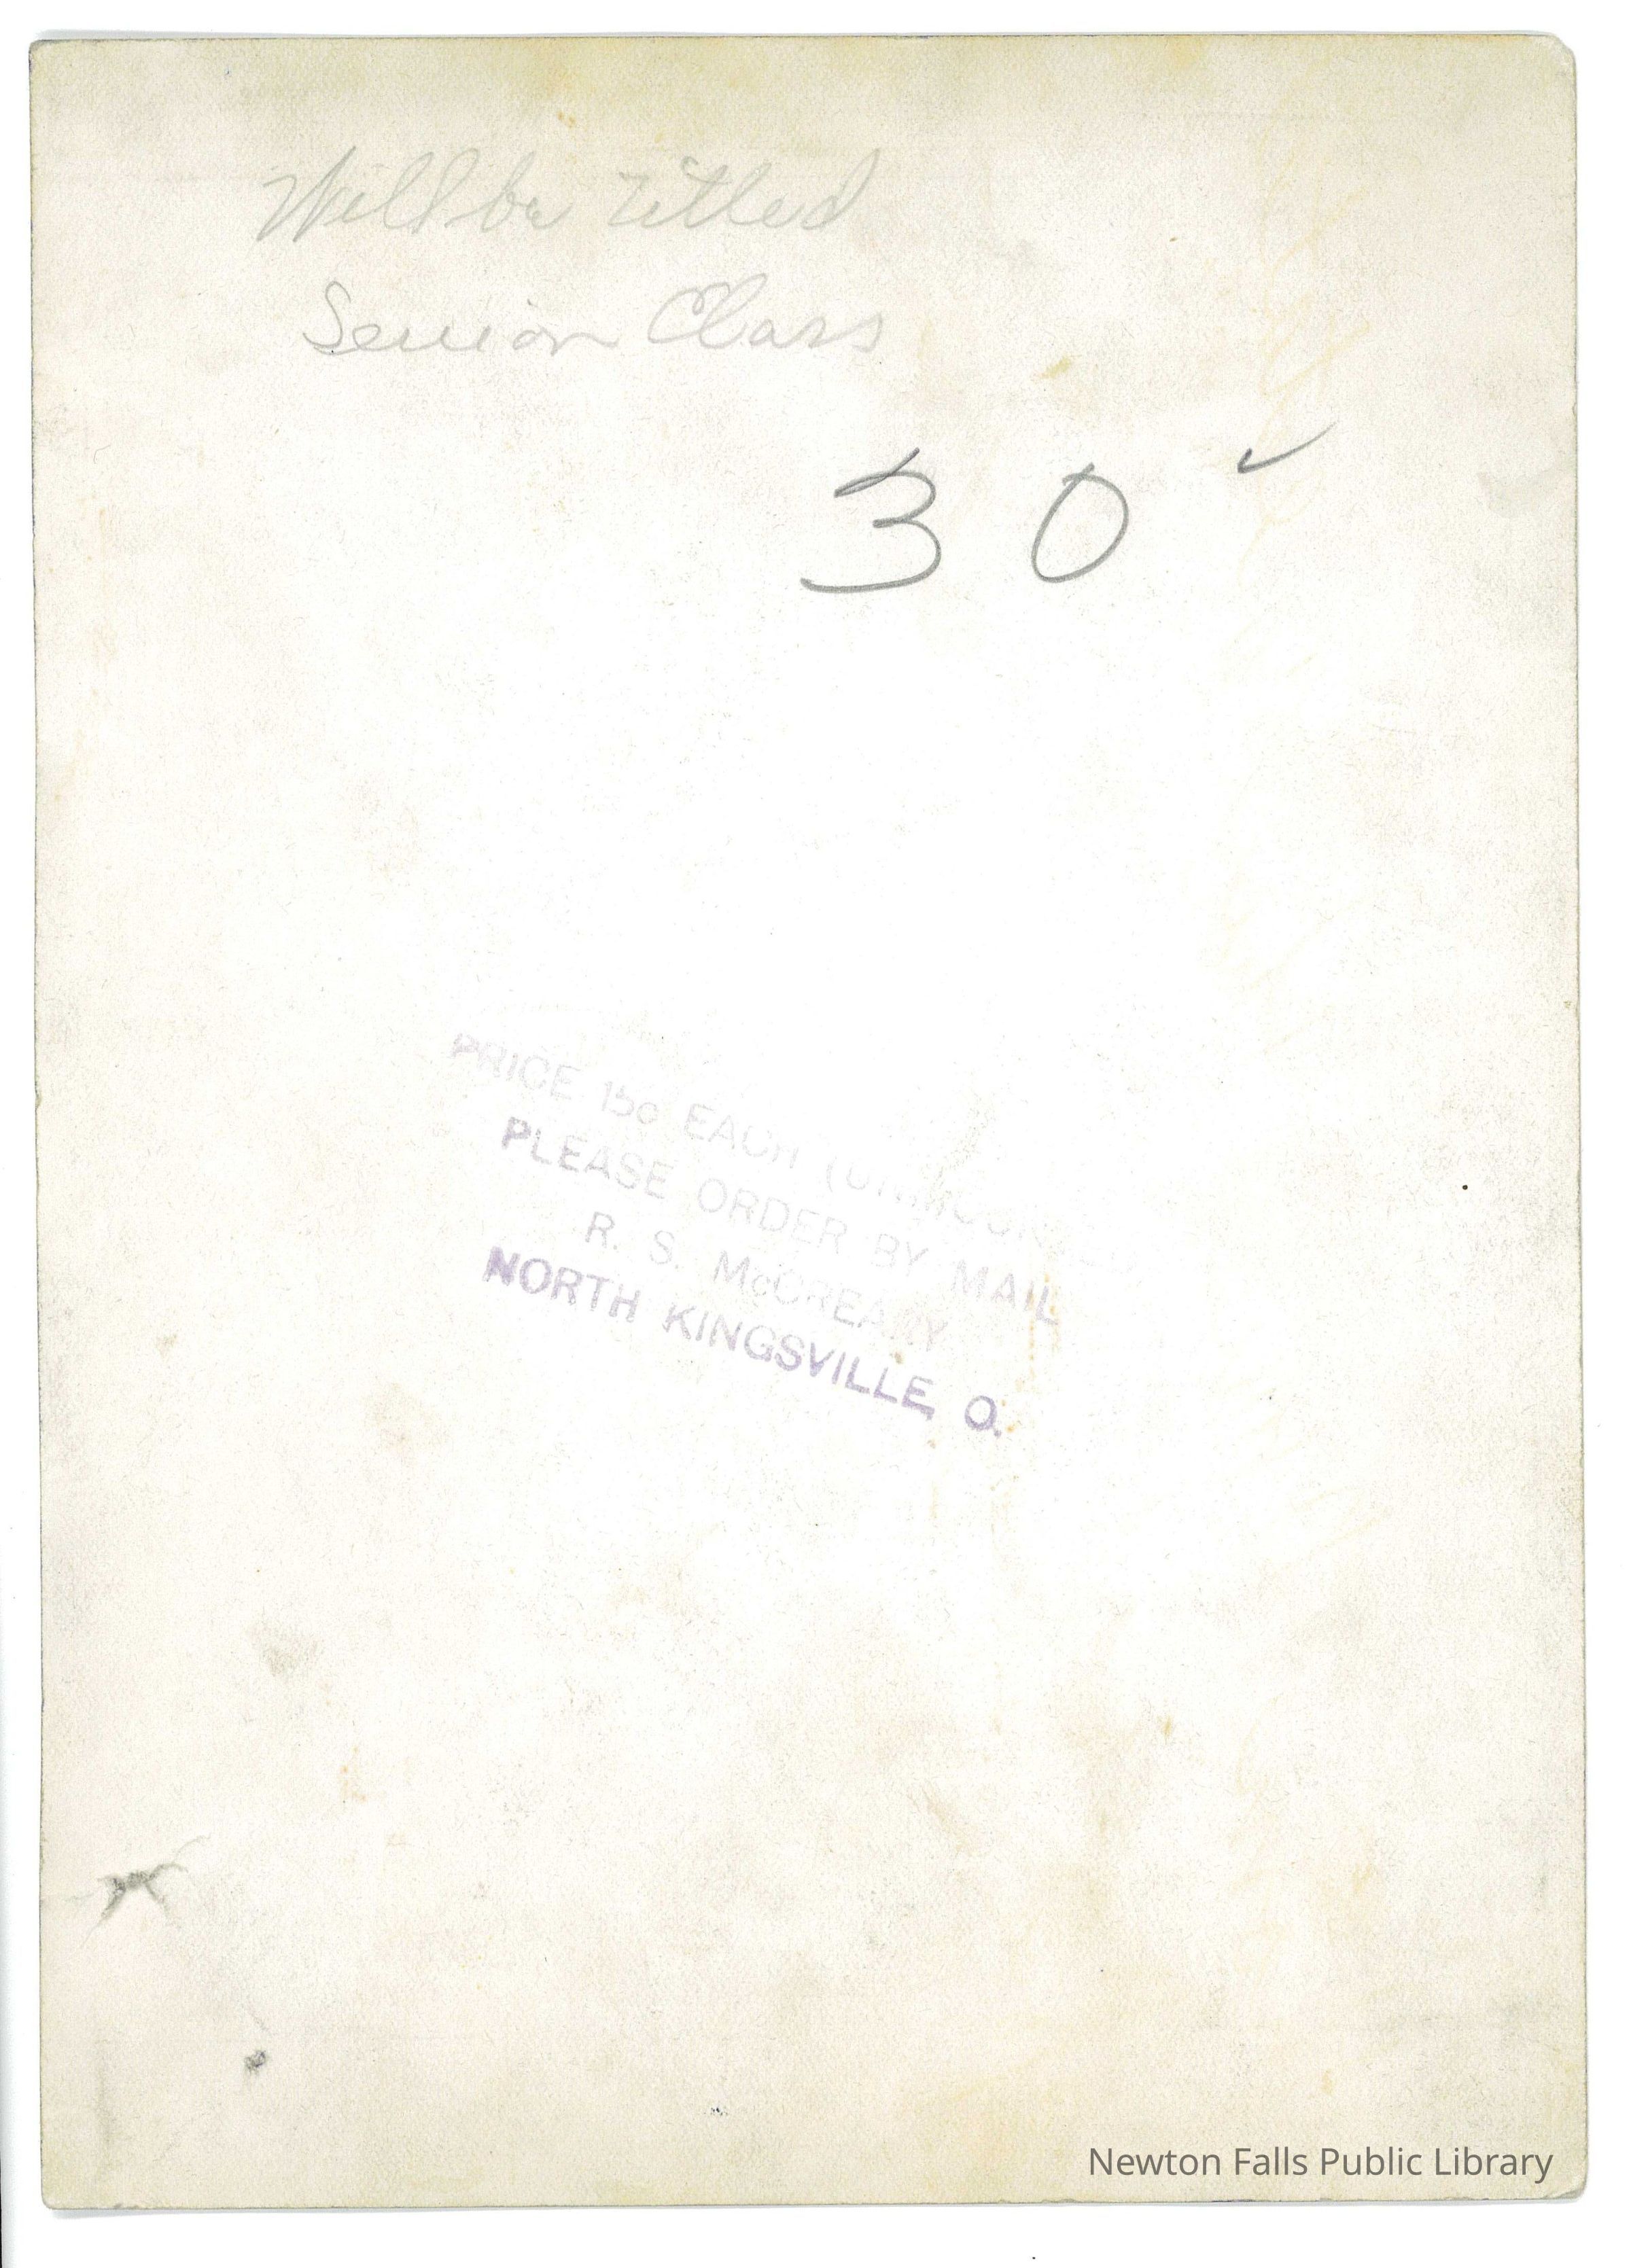 Will be titled
Senior Class
30 ✓
PRICE 15c EACH (UNMOUNTED)
PLEASE ORDER BY MAIL
R. S. McCREARY
NORTH KINGSVILLE, O.
Newton Falls Public Library